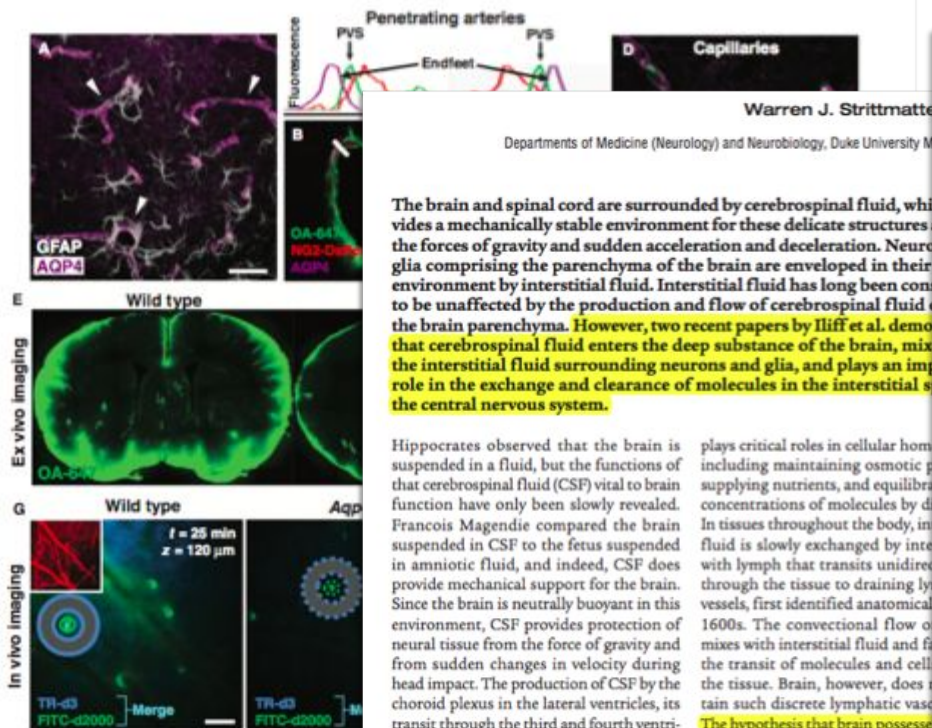 Penetrating arteries
PVS
PVS
Endfeet
Fluorescence
A
GFAP
AQP4
B
OA-647
AQP4
D
Capillaries
E
Wild type
Ex vivo imaging
OA-647
G
Wild type
t = 25 min
z = 120 μm
In vivo imaging
TR-d3
FITC-d2000
Merge
Aqp
TR-d3
FITC-d2000
Warren J. Strittmatte
Departments of Medicine (Neurology) and Neurobiology, Duke University M
The brain and spinal cord are surrounded by cerebrospinal fluid, whi
vides a mechanically stable environment for these delicate structures
the forces of gravity and sudden acceleration and deceleration. Neuro
glia comprising the parenchyma of the brain are enveloped in their
environment by interstitial fluid. Interstitial fluid has long been cons
to be unaffected by the production and flow of cerebrospinal fluid
the brain parenchyma. However, two recent papers by Iliff et al. demo
that cerebrospinal fluid enters the deep substance of the brain, mix
the interstitial fluid surrounding neurons and glia, and plays an imp
role in the exchange and clearance of molecules in the interstitial s
the central nervous system.
Hippocrates observed that the brain is
suspended in a fluid, but the functions of
that cerebrospinal fluid (CSF) vital to brain
function have only been slowly revealed.
Francois Magendie compared the brain
suspended in CSF to the fetus suspended
in amniotic fluid, and indeed, CSF does
provide mechanical support for the brain.
Since the brain is neutrally buoyant in this
environment, CSF provides protection of
neural tissue from the force of gravity and
from sudden changes in velocity during
head impact. The production of CSF by the
choroid plexus in the lateral ventricles, its
transit through the third and fourth ventri-
plays critical roles in cellular hom
including maintaining osmotic p
supplying nutrients, and equilibra
concentrations of molecules by di
In tissues throughout the body, in
fluid is slowly exchanged by inte
with lymph that transits unidirec
through the tissue to draining ly
vessels, first identified anatomical
1600s. The convectional flow o
mixes with interstitial fluid and fa
the transit of molecules and cell
the tissue. Brain, however, does
tain such discrete lymphatic vasc
The hypothesis that brain possesse